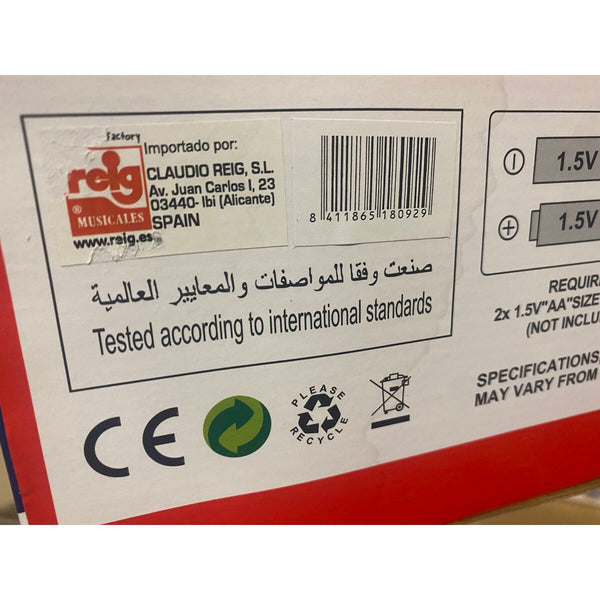 Factory
reig
®
MUSICALES
www.reig.es
Importado por:
CLAUDIO REIG, S.L.
Av. Juan Carlos I, 23
03440- Ibi (Alicante)
SPAIN
8 411865 180929
صنعت وفقا للمواصفات والمعايير العالمية
Tested according to international standards
CE
PLEASE
RECYCLE
1.5V
1.5V
2x 1.5V"AA"SIZE
(NOT
SPECIFICATIONS,
MAY VARY FROM